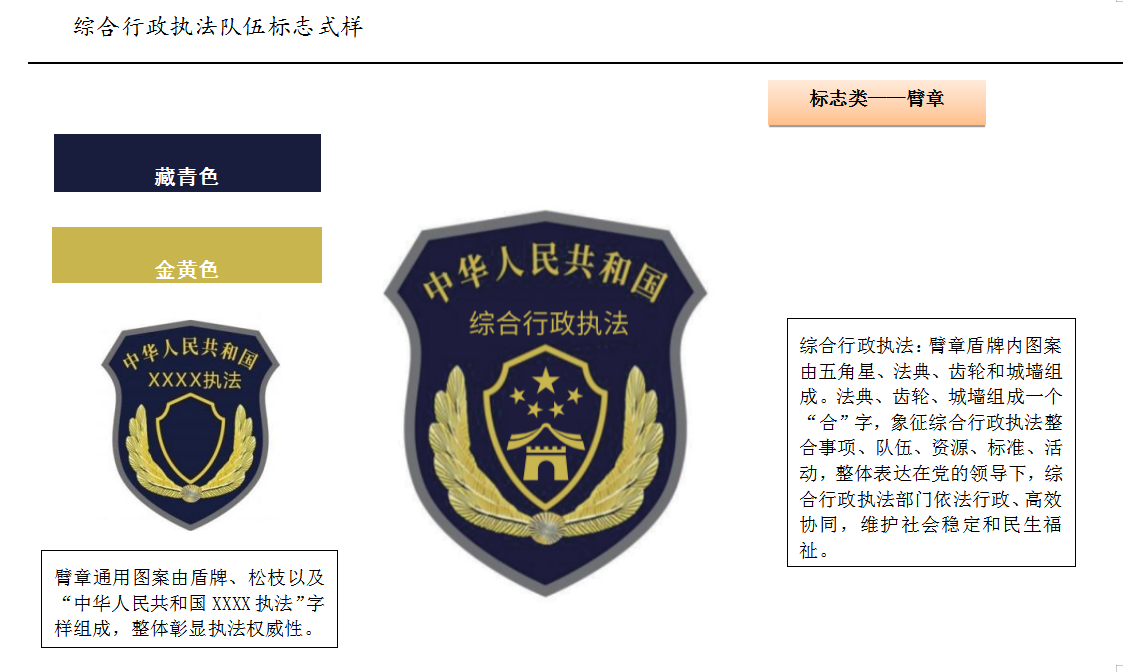 综合行政执法队伍标志式样
标志类——臂章
藏青色
金黄色
中华人民共和国
XXXX执法
臂章通用图案由盾牌、松枝以及
“中华人民共和国 XXXX 执法”字
样组成，整体彰显执法权威性。
中华人民共和国
综合行政执法
综合行政执法：臂章盾牌内图案
由五角星、法典、齿轮和城墙组
成。法典、齿轮、城墙组成一个
“合”字，象征综合行政执法整
合事项、队伍、资源、标准、活
动，整体表达在党的领导下，综
合行政执法部门依法行政、高效
协同，维护社会稳定和民生福
祉。